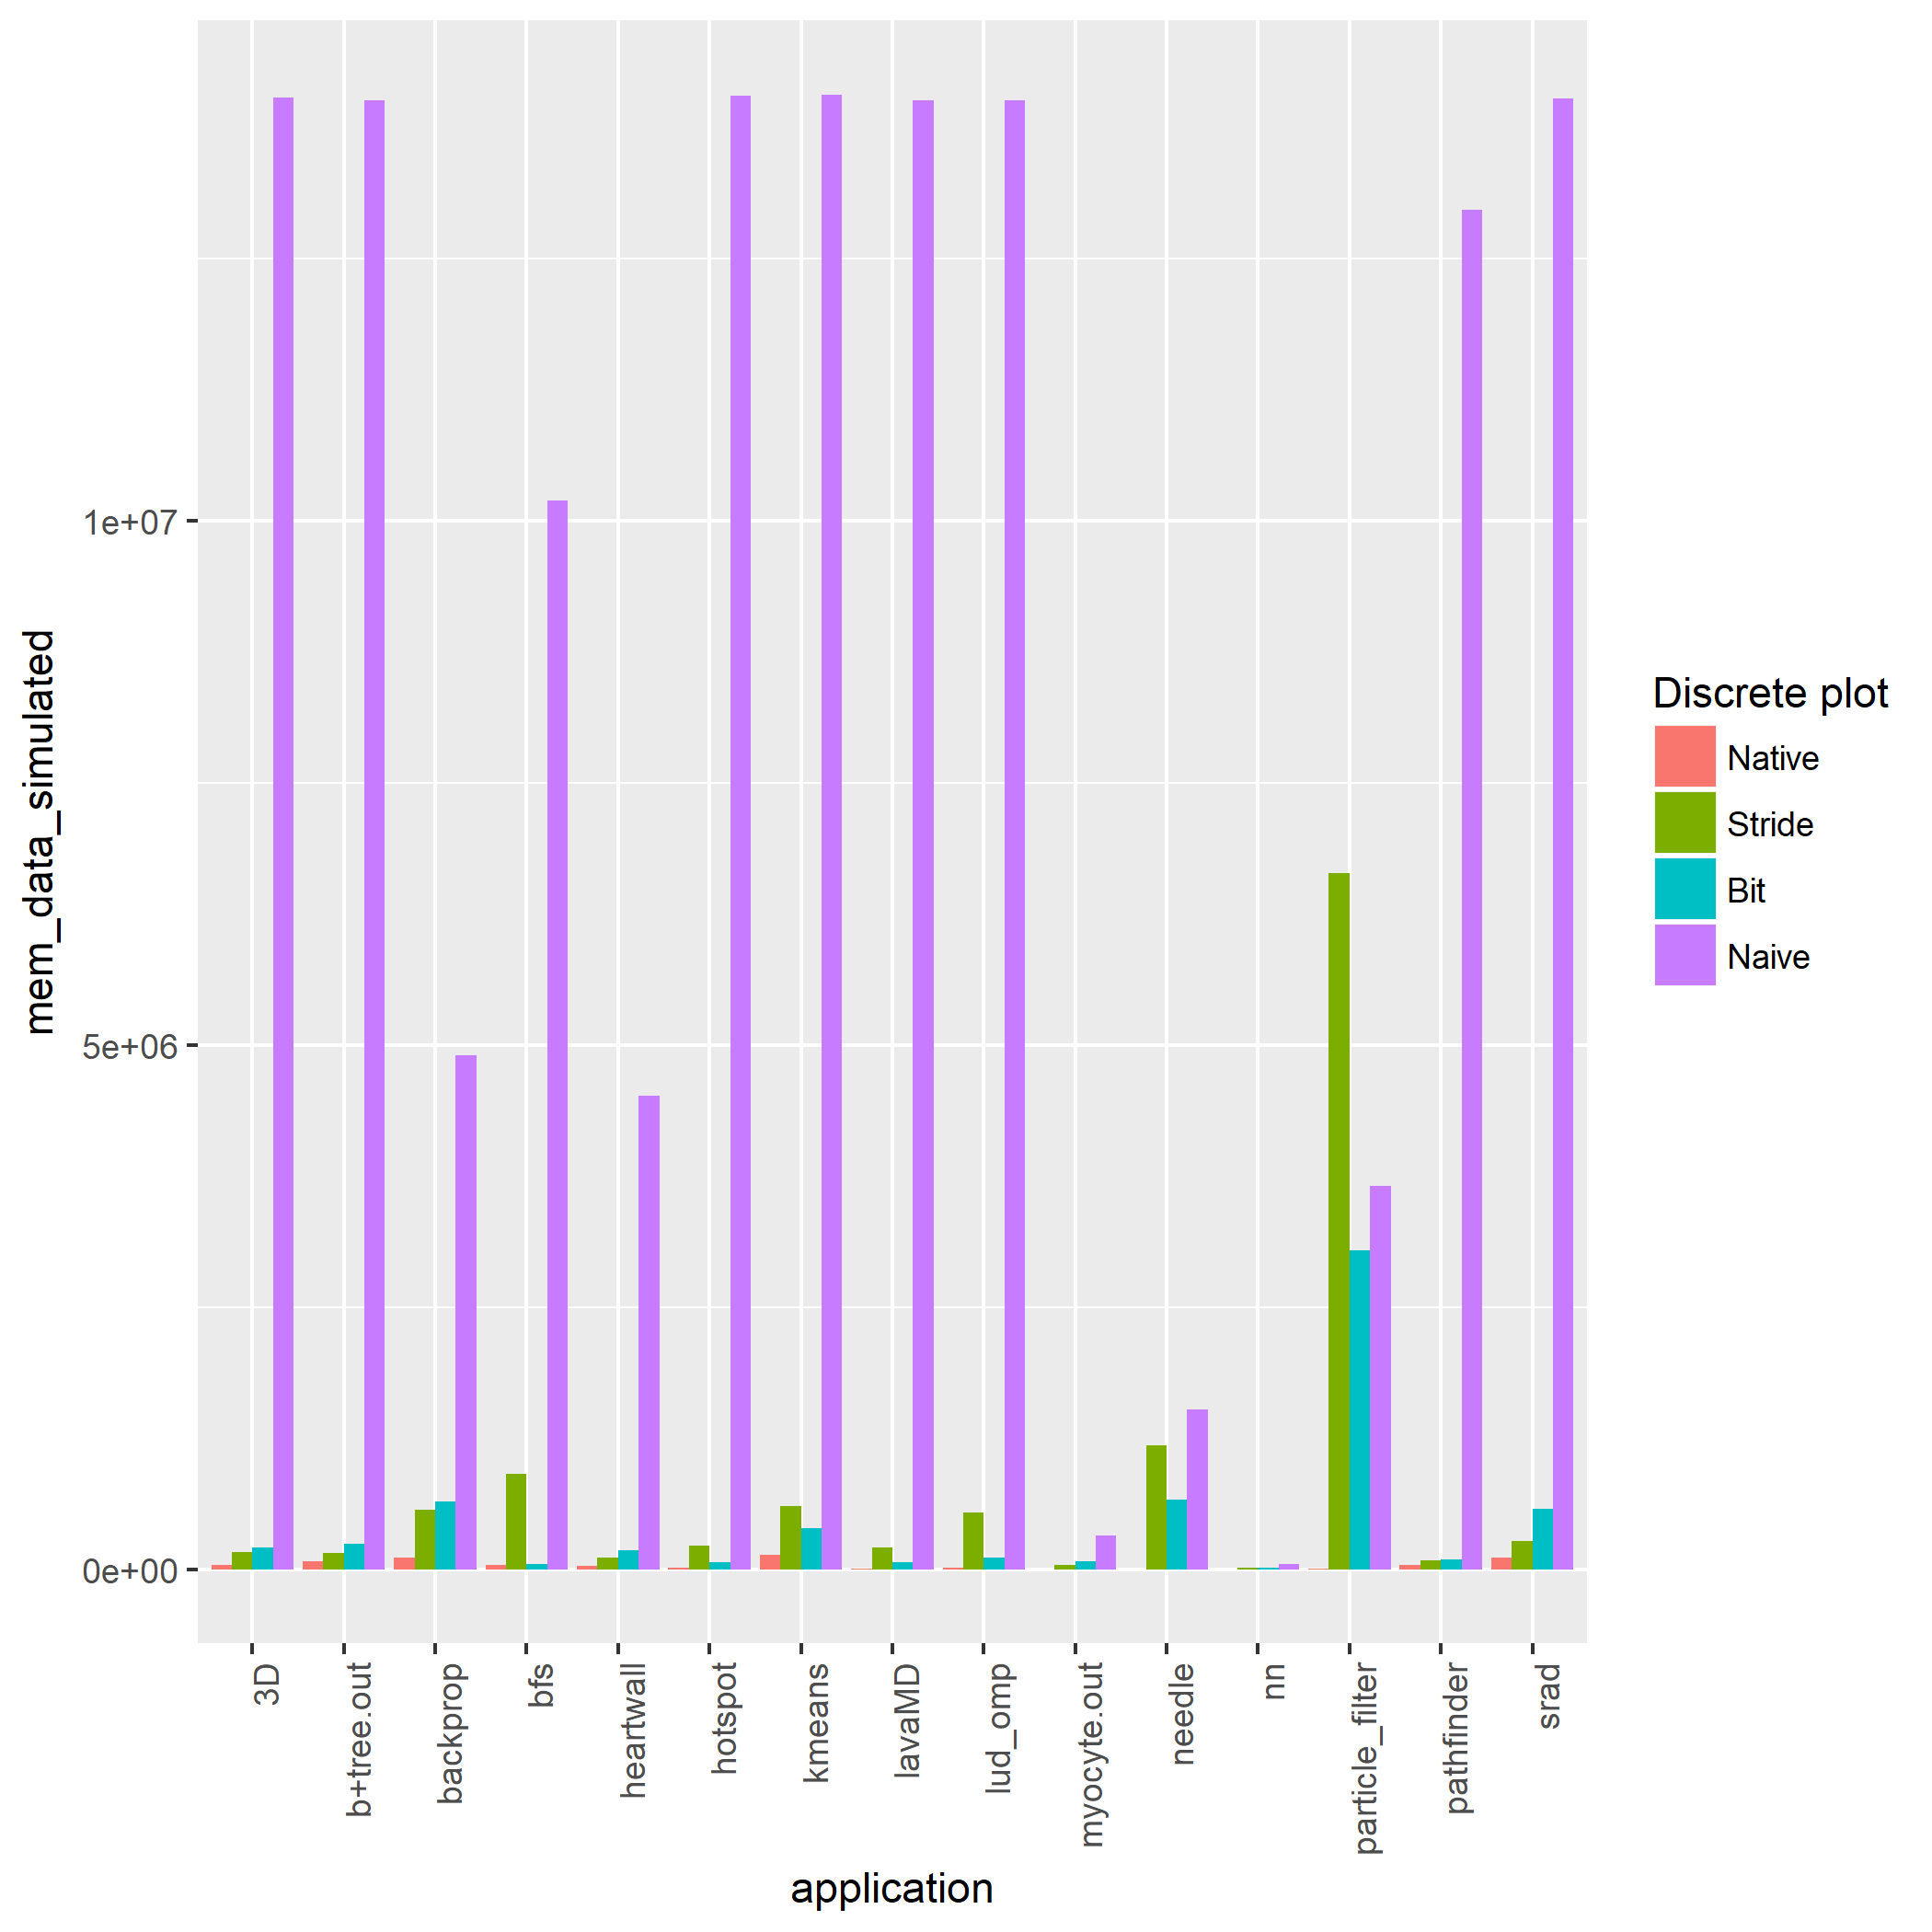 mem_data_simulated
1e+07
5e+06
0e+00
3D
b+tree.out
backprop
bfs
heartwall
hotspot
kmeans
lavaMD
lud_omp
myocyte.out
needle
nn
particle_filter
pathfinder
srad
application
Discrete plot
Native
Stride
Bit
Naive